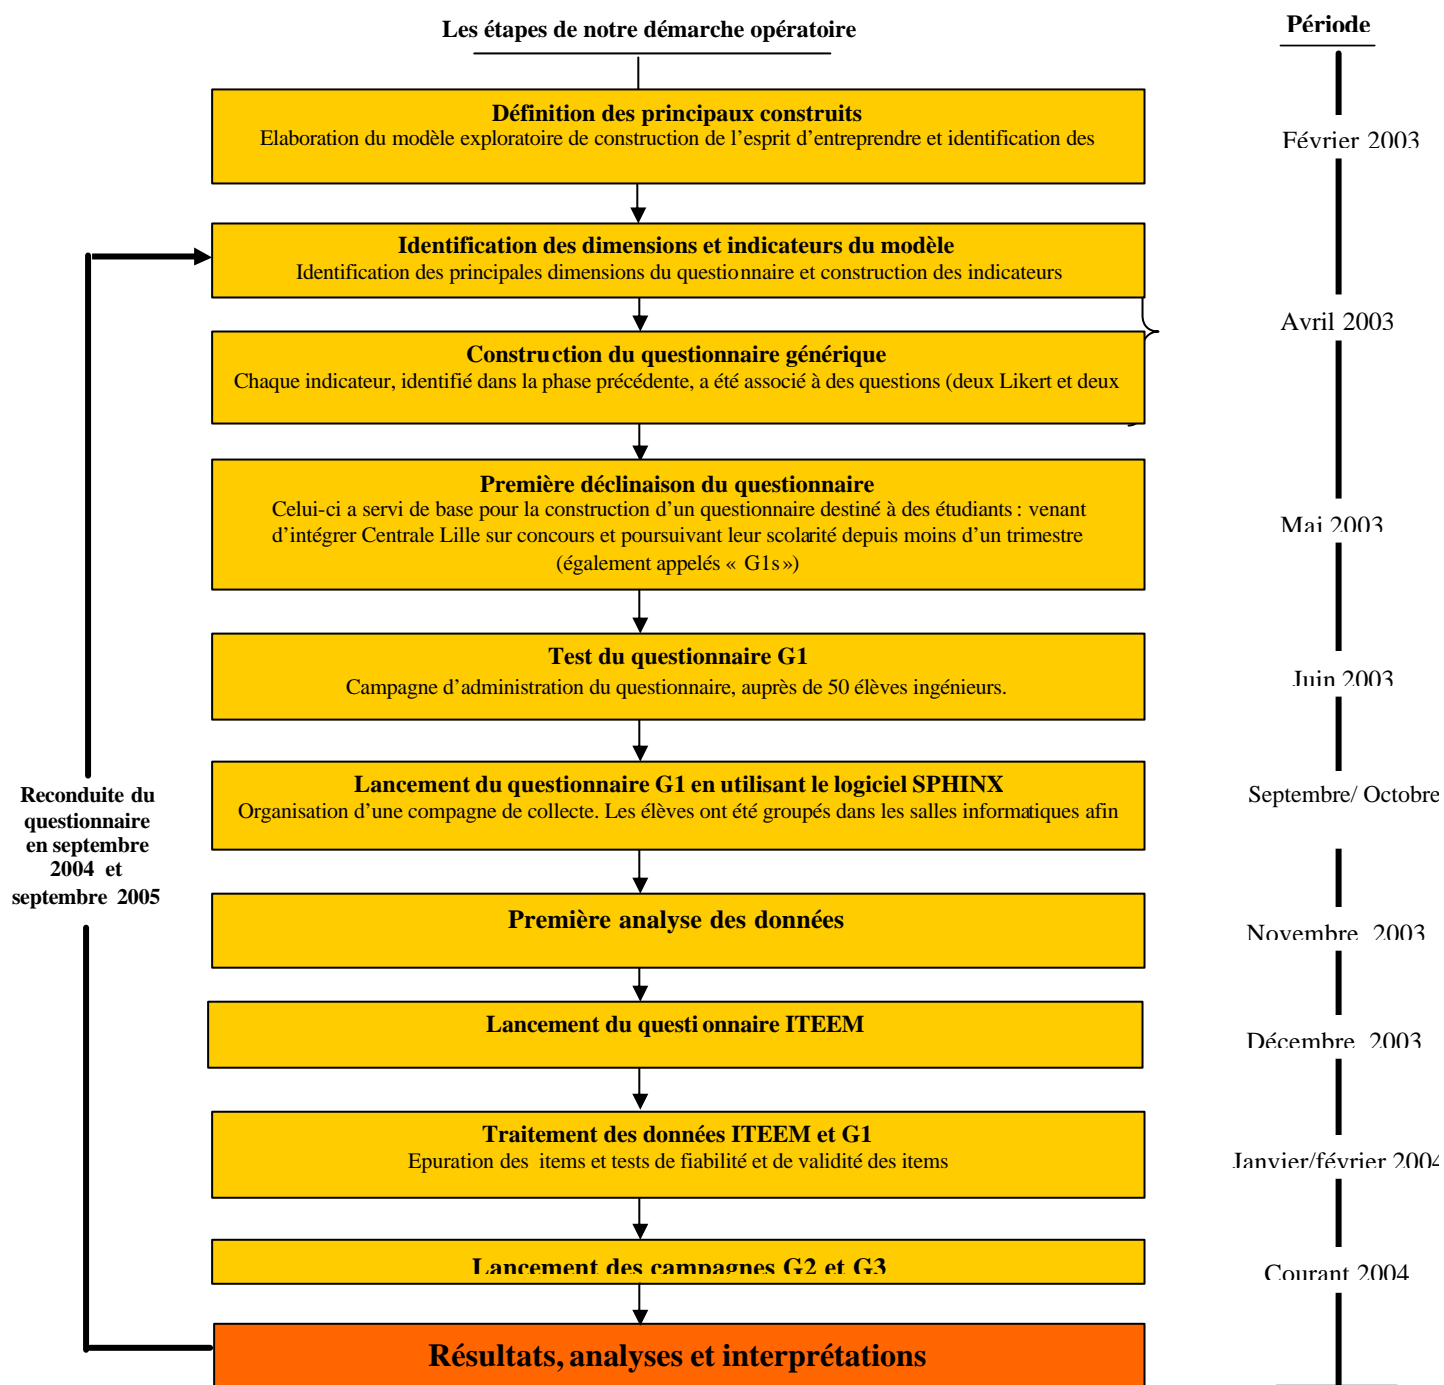 Les étapes de notre démarche opératoire
Période
Définition des principaux construits
Elaboration du modèle exploratoire de construction de l’esprit d’entreprendre et identification des
Février 2003
Identification des dimensions et indicateurs du modèle
Identification des principales dimensions du questionnaire et construction des indicateurs
Avril 2003
Construction du questionnaire générique
Chaque indicateur, identifié dans la phase précédente, a été associé à des questions (deux Likert et deux
Première déclinaison du questionnaire
Celui-ci a servi de base pour la construction d’un questionnaire destiné à des étudiants : venant
d’intégrer Centrale Lille sur concours et poursuivant leur scolarité depuis moins d’un trimestre
(également appelés « G1s »)
Mai 2003
Test du questionnaire G1
Campagne d’administration du questionnaire, auprès de 50 élèves ingénieurs.
Juin 2003
Lancement du questionnaire G1 en utilisant le logiciel SPHINX
Organisation d’une compagne de collecte. Les élèves ont été groupés dans les salles informatiques afin
Septembre/ Octobre
Reconduite du
questionnaire
en septembre
2004 et
septembre 2005
Première analyse des données
Novembre 2003
Lancement du questionnaire ITEEM
Décembre 2003
Traitement des données ITEEM et G1
Epuration des items et tests de fiabilité et de validité des items
Janvier/février 2004
Lancement des campagnes G2 et G3
Courant 2004
Résultats, analyses et interprétations